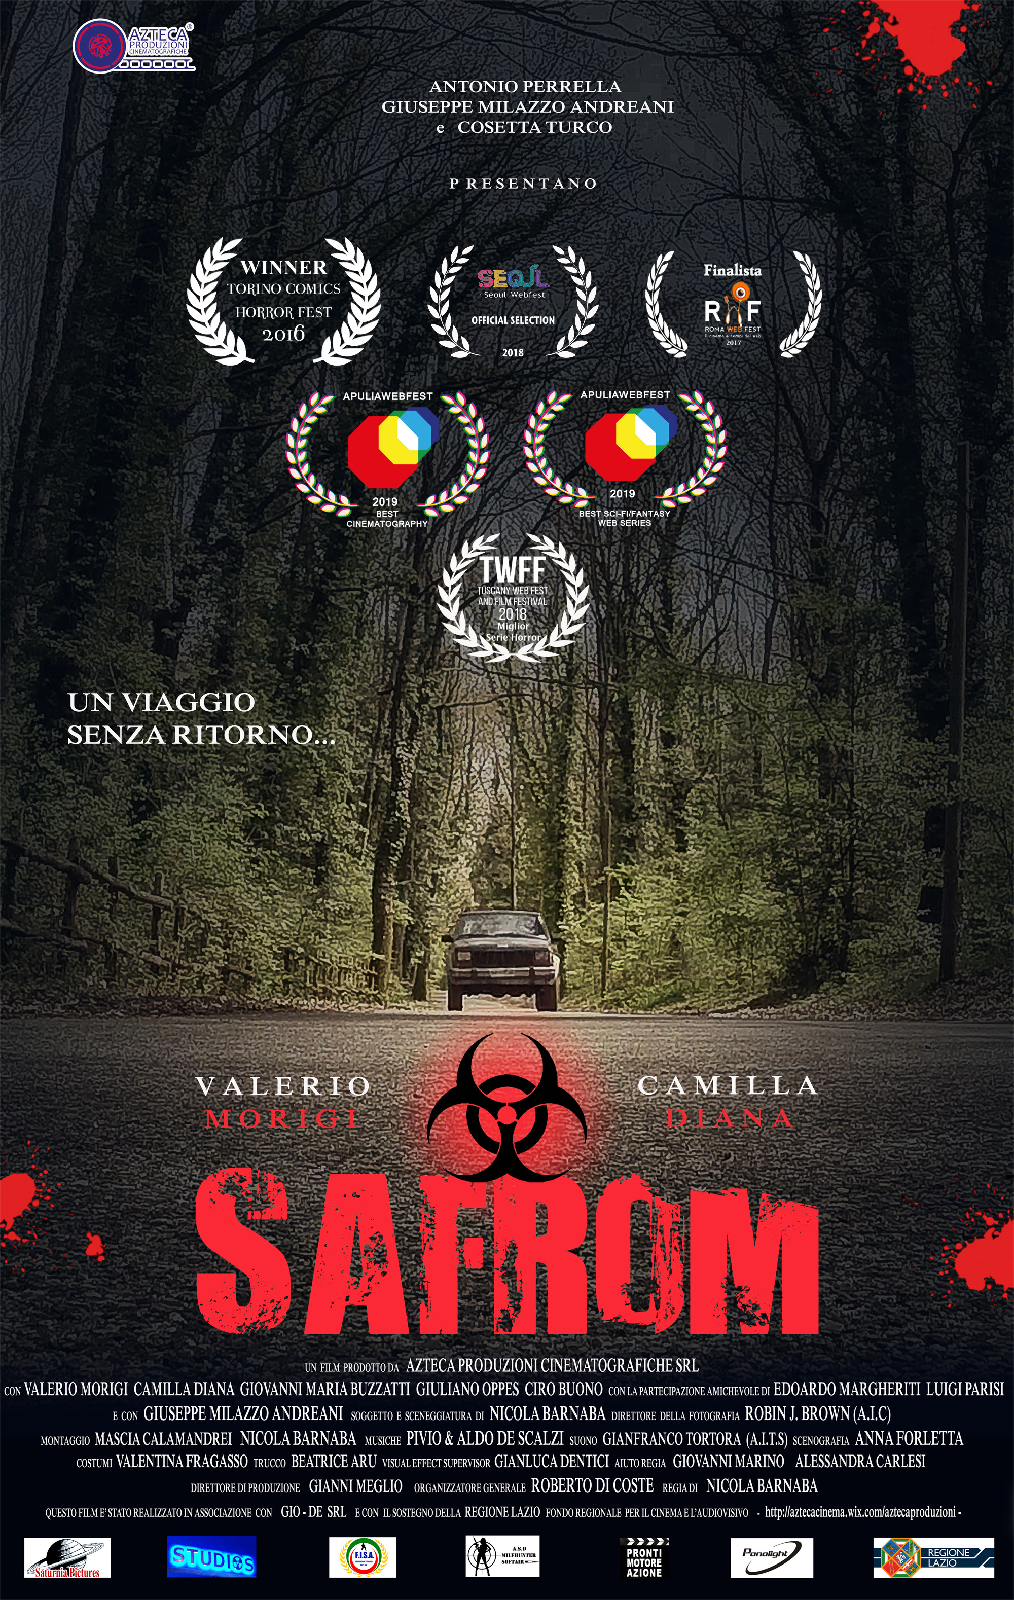 AZTECA
PRODUZIONI
CINEMATOGRAFICHE
ANTONIO PERRELLA
GIUSEPPE MILAZZO ANDREANI
e COSETTA TURCO
PRESENTANO
WINNER
TORINO COMICS
HORROR FEST
2016
SEOUL
Seoul Webfest
OFFICIAL SELECTION
2018
Finalista
R F
ROMA WEB FEST
2017
APULIAWEBFEST
2019
BEST
CINEMATOGRAPHY
APULIAWEBFEST
2019
BEST SCI-FI/FANTASY
WEB SERIES
TWFF
TUSCANY WEB FEST
AND FILM FESTIVAL
2018
Miglior
Serie Horror
UN VIAGGIO
SENZA RITORNO...
VALERIO
MORIGI
CAMILLA
DIANA
SAFROM
UN FILM PRODOTTO DA AZTECA PRODUZIONI CINEMATOGRAFICHE SRL
CON VALERIO MORIGI CAMILLA DIANA GIOVANNI MARIA BUZZATTI GIULIANO OPPES CIRO BUONO CON LA PARTECIPAZIONE AMICHEVOLE DI EDOARDO MARGHERITI LUIGI PARISI
E CON GIUSEPPE MILAZZO ANDREANI SOGGETTO E SCENEGGIATURA DI NICOLA BARNABA DIRETTORE DELLA FOTOGRAFIA ROBIN J. BROWN (A.I.C)
MONTAGGIO MASCIA CALAMANDREI NICOLA BARNABA MUSICHE PIVIO & ALDO DE SCALZI SUONO GIANFRANCO TORTORA (A.I.T.S) SCENOGRAFIA ANNA FORLETTA
COSTUMI VALENTINA FRAGASSO TRUCCO BEATRICE ARU VISUAL EFFECT SUPERVISOR GIANLUCA DENTICI AIUTO REGIA GIOVANNI MARINO ALESSANDRA CARLESI
DIRETTORE DI PRODUZIONE GIANNI MEGLIO ORGANIZZATORE GENERALE ROBERTO DI COSTE REGIA DI NICOLA BARNABA
QUESTO FILM E' STATO REALIZZATO IN ASSOCIAZIONE CON GIO - DE SRL E CON IL SOSTEGNO DELLA REGIONE LAZIO FONDO REGIONALE PER IL CINEMA E L'AUDIOVISIVO - http://aztecacinema.wix.com/aztecaproduzioni -
Saturnia Pictures
STUDIOS
F.I.S.A.
A.S.D
MILFHUNTER
SOFTAIR
PRONTI
MOTORE
AZIONE
Panalight
REGIONE
LAZIO